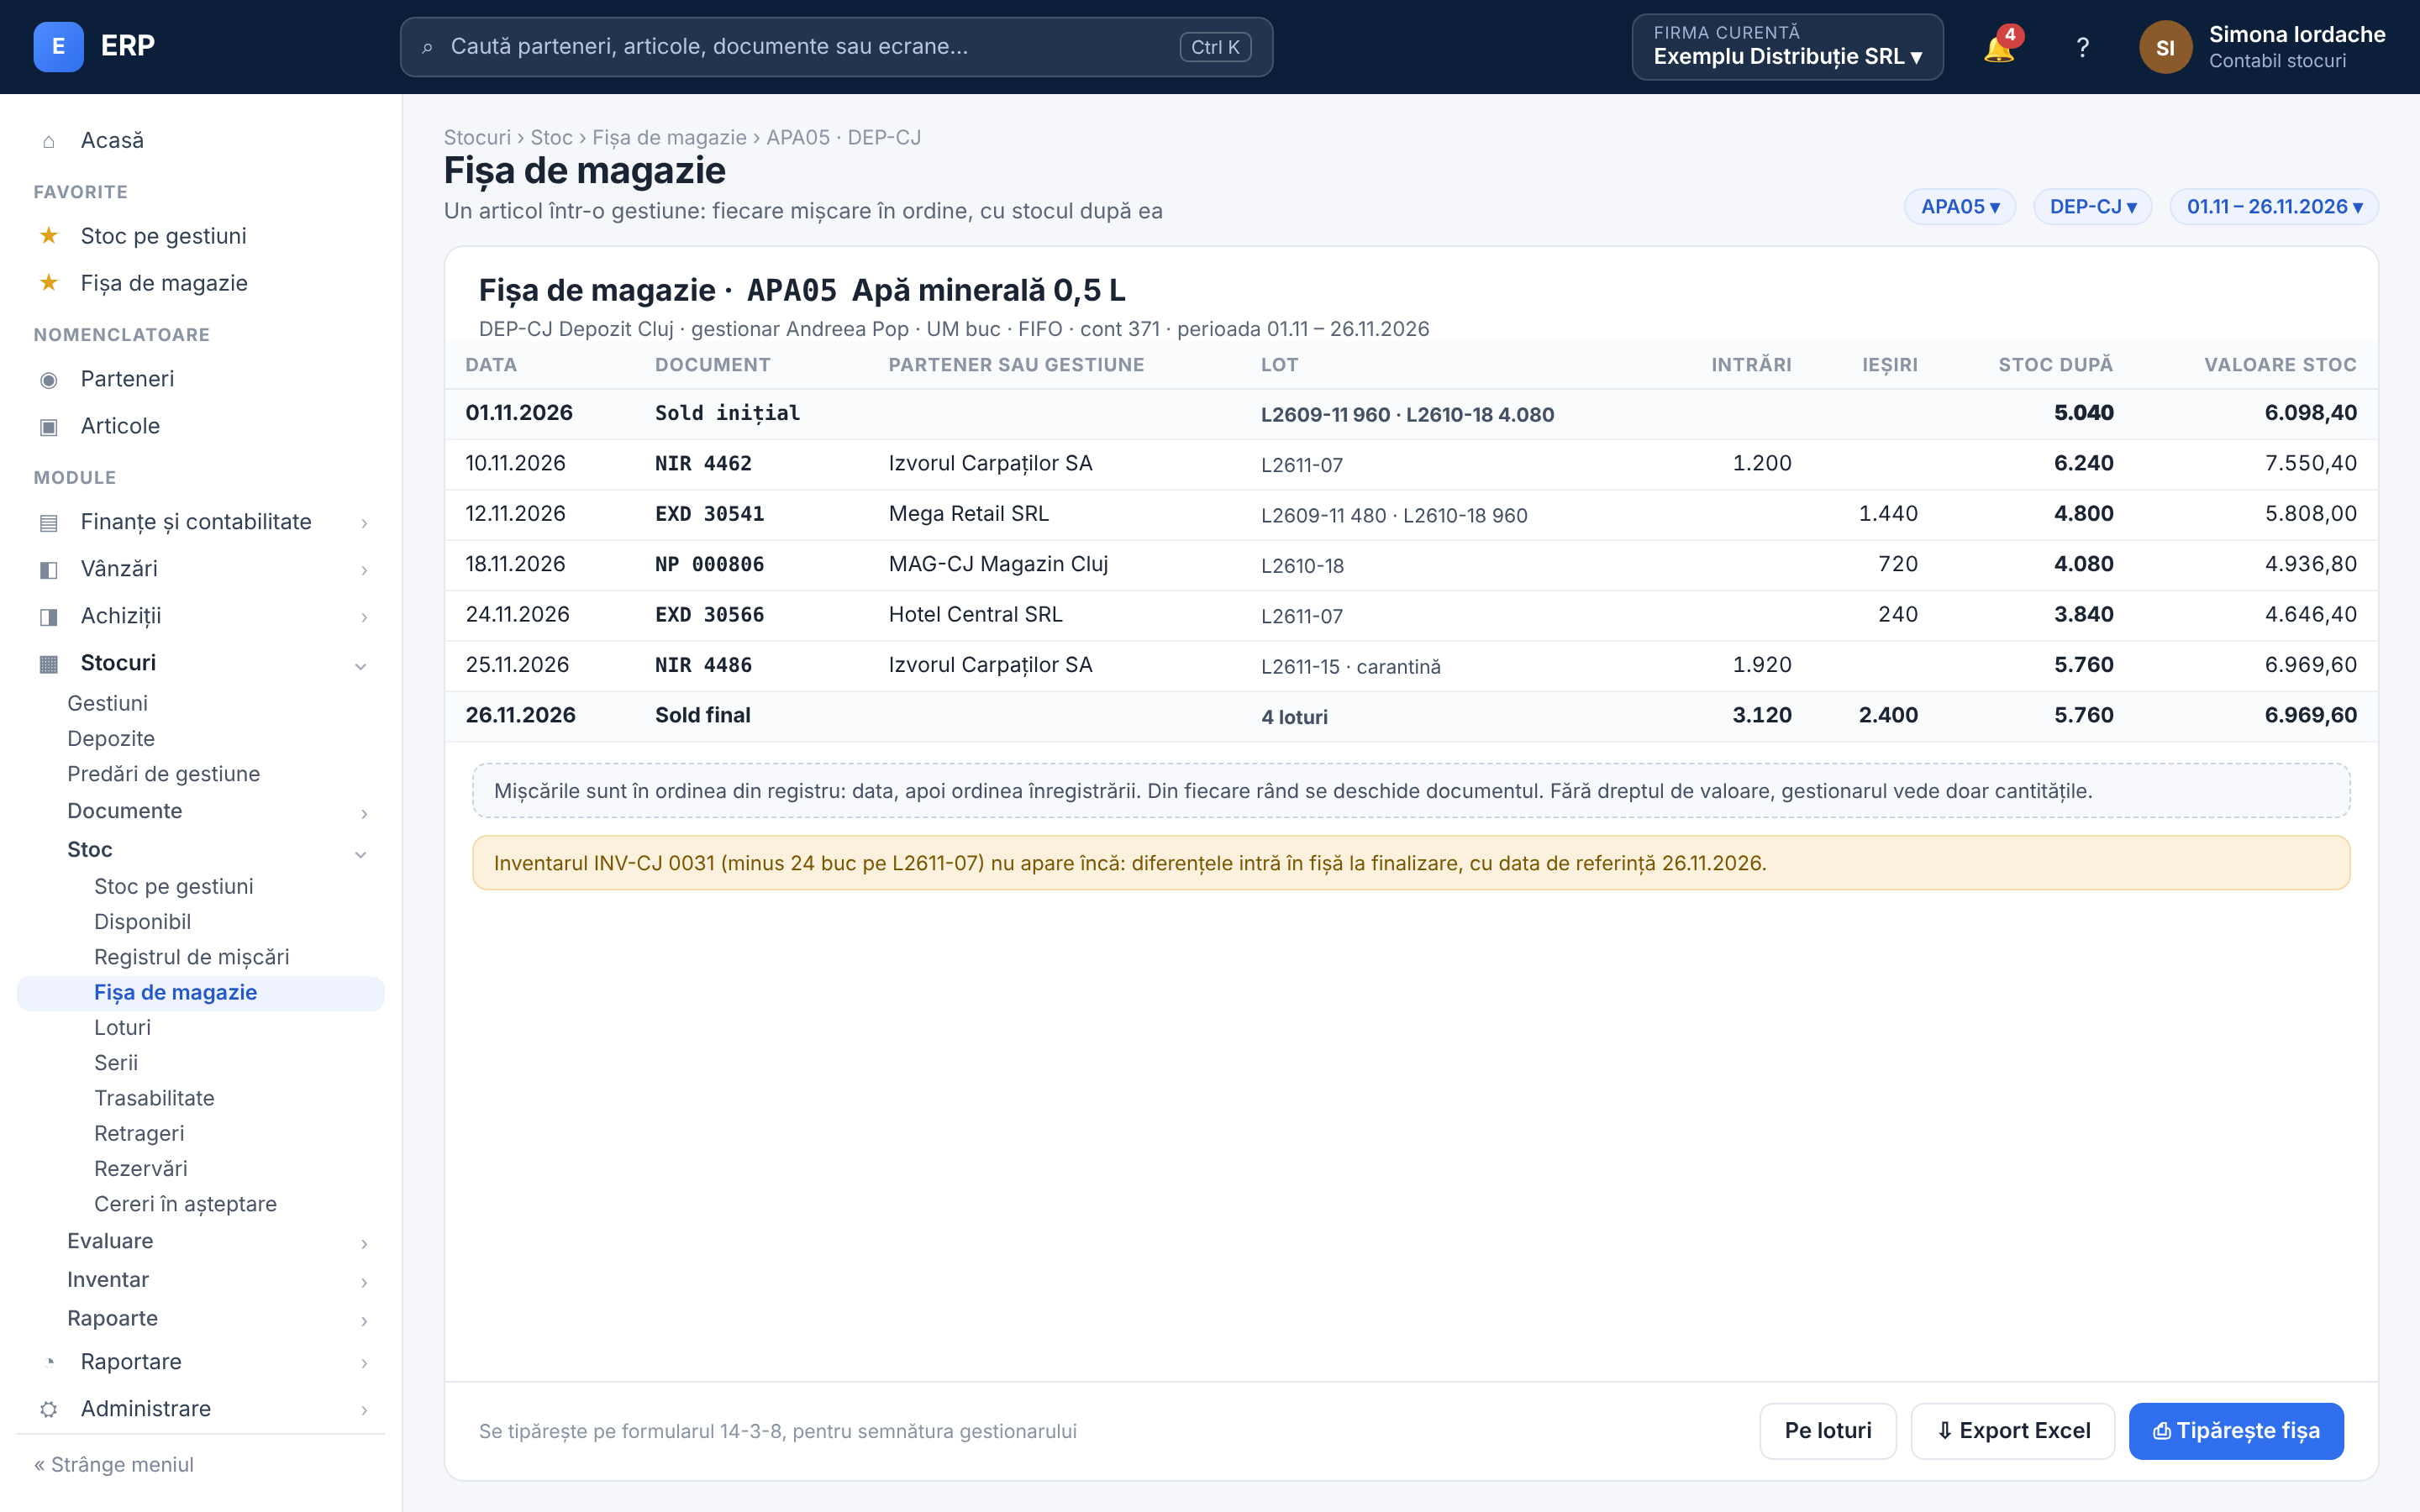 E ERP
Caută parteneri, articole, documente sau ecrane...
Ctrl K
FIRMA CURENTĂ
Exemplu Distribuție SRL ▾
4
?
SI
Simona Iordache
Contabil stocuri
Acasă
FAVORITE
★ Stoc pe gestiuni
★ Fișa de magazie
NOMENCLATOARE
Parteneri
Articole
MODULE
Finanțe și contabilitate ›
Vânzări ›
Achiziții ›
Stocuri
Gestiuni
Depozite
Predări de gestiune
Documente ›
Stoc
Stoc pe gestiuni
Disponibil
Registrul de mișcări
Fișa de magazie
Loturi
Serii
Trasabilitate
Retrageri
Rezervări
Cereri în așteptare
Evaluare ›
Inventar ›
Rapoarte ›
Raportare ›
Administrare ›
« Strânge meniul
Stocuri › Stoc › Fișa de magazie › APA05 · DEP-CJ
Fișa de magazie
Un articol într-o gestiune: fiecare mișcare în ordine, cu stocul după ea
APA05 ▾ DEP-CJ ▾ 01.11 – 26.11.2026 ▾
Fișa de magazie · APA05 Apă minerală 0,5 L
DEP-CJ Depozit Cluj · gestionar Andreea Pop · UM buc · FIFO · cont 371 · perioada 01.11 – 26.11.2026
DATA DOCUMENT PARTENER SAU GESTIUNE LOT INTRĂRI IEȘIRI STOC DUPĂ VALOARE STOC
01.11.2026 Sold inițial L2609-11 960 · L2610-18 4.080 5.040 6.098,40
10.11.2026 NIR 4462 Izvorul Carpaților SA L2611-07 1.200 6.240 7.550,40
12.11.2026 EXD 30541 Mega Retail SRL L2609-11 480 · L2610-18 960 1.440 4.800 5.808,00
18.11.2026 NP 000806 MAG-CJ Magazin Cluj L2610-18 720 4.080 4.936,80
24.11.2026 EXD 30566 Hotel Central SRL L2611-07 240 3.840 4.646,40
25.11.2026 NIR 4486 Izvorul Carpaților SA L2611-15 · carantină 1.920 5.760 6.969,60
26.11.2026 Sold final 4 loturi 3.120 2.400 5.760 6.969,60
Mișcările sunt în ordinea din registru: data, apoi ordinea înregistrării. Din fiecare rând se deschide documentul. Fără dreptul de valoare, gestionarul vede doar cantitățile.
Inventarul INV-CJ 0031 (minus 24 buc pe L2611-07) nu apare încă: diferențele intră în fișă la finalizare, cu data de referință 26.11.2026.
Se tipărește pe formularul 14-3-8, pentru semnătura gestionarului
Pe loturi
⇩ Export Excel
⎙ Tipărește fișa